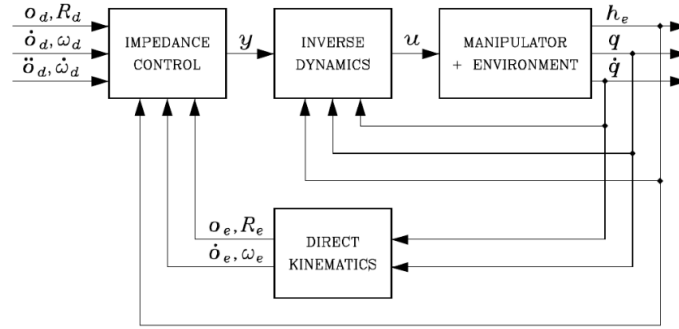 o_d, R_d
ȯ_d, ω_d
ö_d, ω̇_d
IMPEDANCE
CONTROL
y
INVERSE
DYNAMICS
u
MANIPULATOR
+ ENVIRONMENT
h_e
q
q̇
o_e, R_e
ȯ_e, ω_e
DIRECT
KINEMATICS